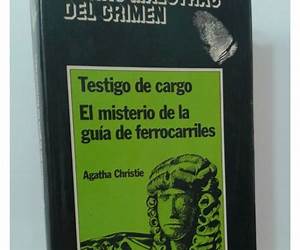 DEL CRIMEN
Testigo de cargo
El misterio de la
guía de ferrocarriles
Agatha Christie